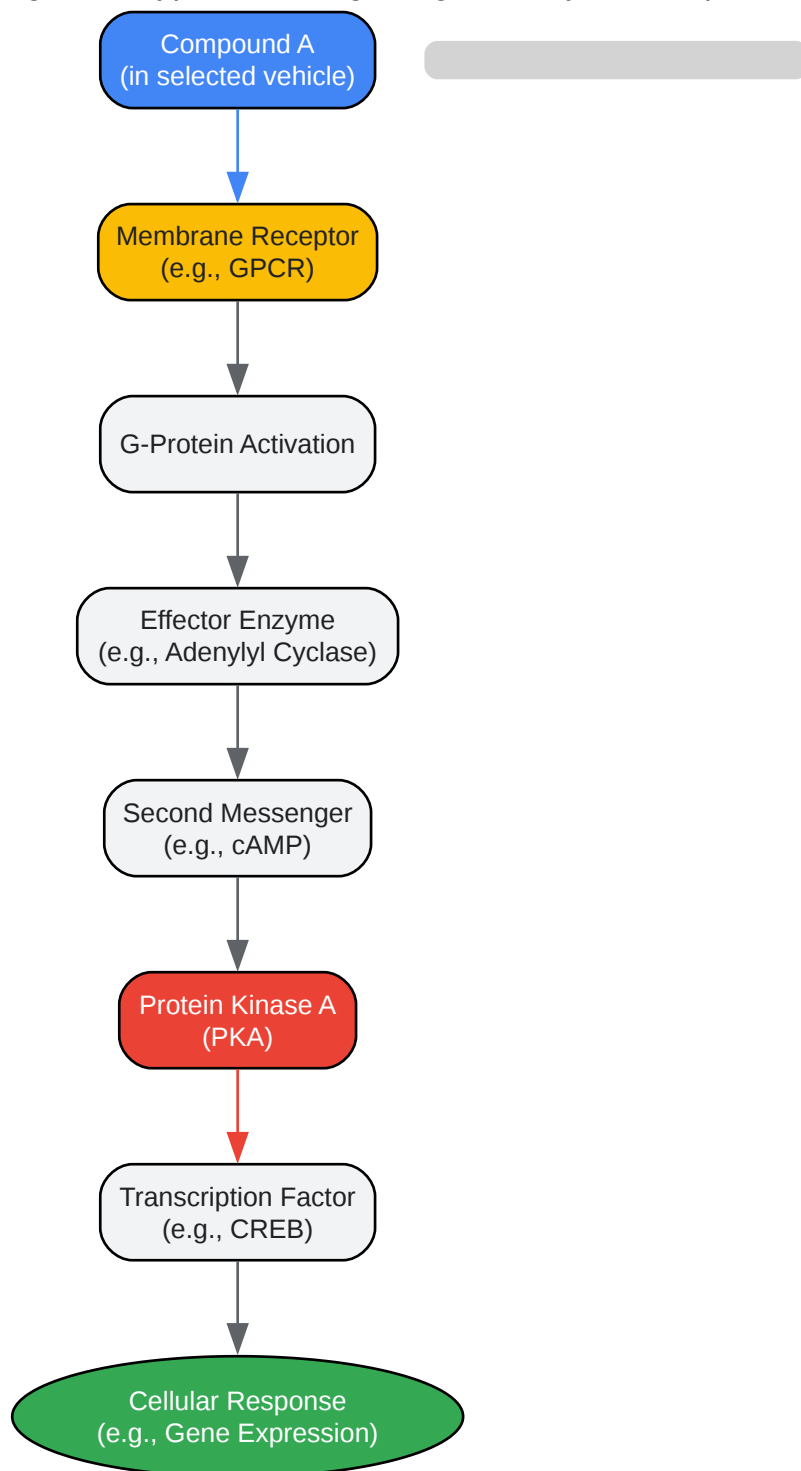 Compound A
(in selected vehicle)
Membrane Receptor
(e.g., GPCR)
G-Protein Activation
Effector Enzyme
(e.g., Adenylyl Cyclase)
Second Messenger
(e.g., cAMP)
Protein Kinase A
(PKA)
Transcription Factor
(e.g., CREB)
Cellular Response
(e.g., Gene Expression)